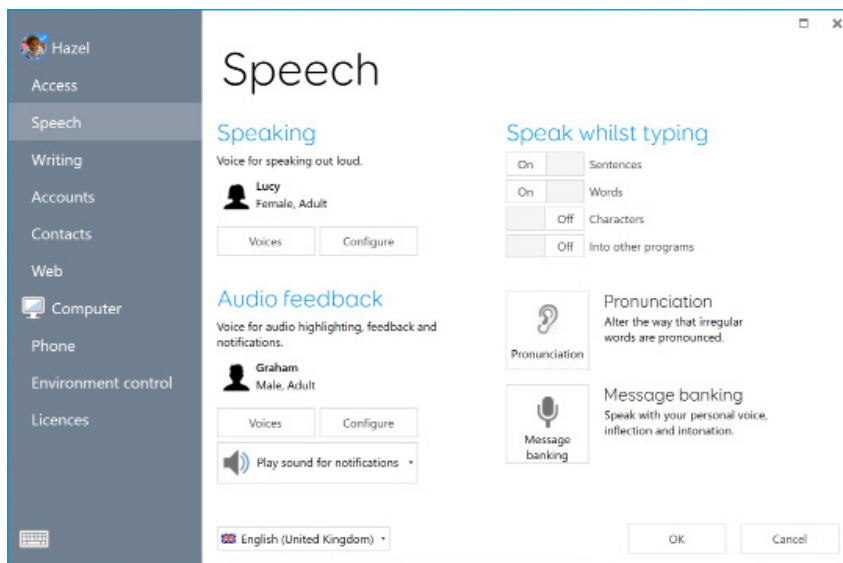 Hazel
Access
Speech
Writing
Accounts
Contacts
Web
Computer
Phone
Environment control
Licences
Speech
Speaking
Voice for speaking out loud.
Lucy
Female, Adult
Voices Configure
Audio feedback
Voice for audio highlighting, feedback and
notifications.
Graham
Male, Adult
Voices Configure
Play sound for notifications
Speak whilst typing
On Sentences
On Words
Off Characters
Off Into other programs
Pronunciation
Pronunciation
Alter the way that irregular
words are pronounced.
Message
banking
Message banking
Speak with your personal voice,
inflection and intonation.
English (United Kingdom)
OK Cancel